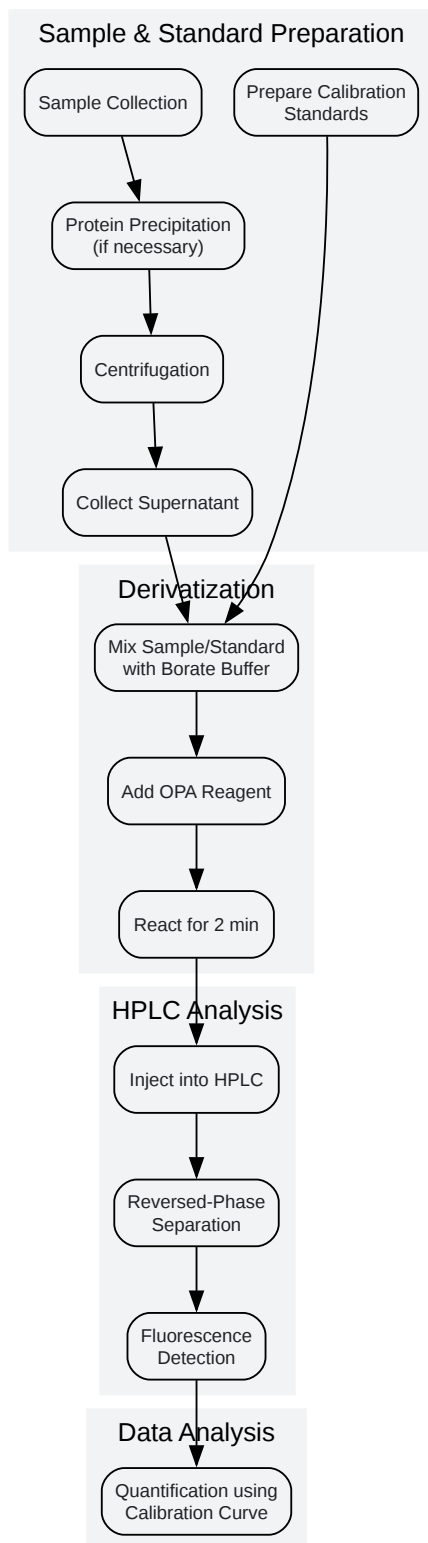 Sample & Standard Preparation
Sample Collection
Prepare Calibration
Standards
Protein Precipitation
(if necessary)
Centrifugation
Collect Supernatant
Derivatization
Mix Sample/Standard
with Borate Buffer
Add OPA Reagent
React for 2 min
HPLC Analysis
Inject into HPLC
Reversed-Phase
Separation
Fluorescence
Detection
Data Analysis
Quantification using
Calibration Curve